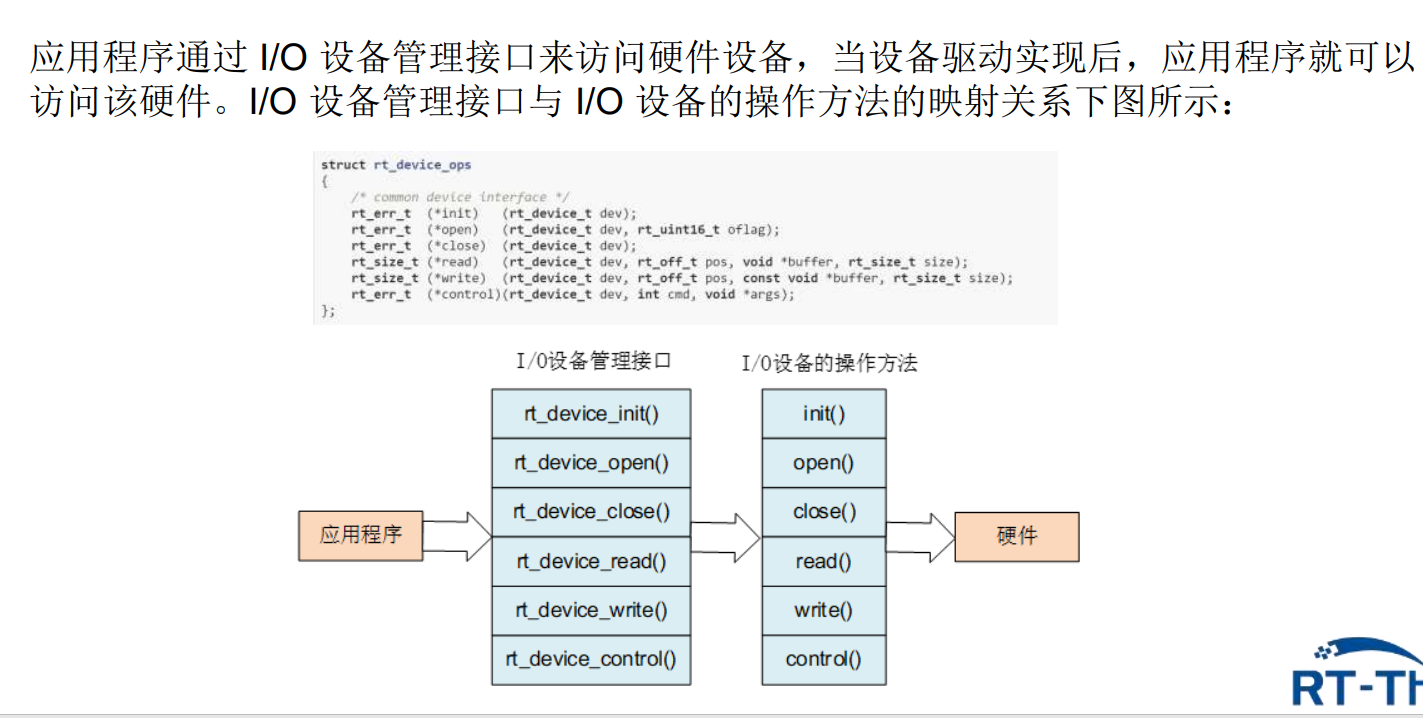 应用程序通过 I/O 设备管理接口来访问硬件设备，当设备驱动实现后，应用程序就可以
访问该硬件。I/O 设备管理接口与 I/O 设备的操作方法的映射关系下图所示：
struct rt_device_ops
{
/* common device interface */
rt_err_t (*init) (rt_device_t dev);
rt_err_t (*open) (rt_device_t dev, rt_uint16_t oflag);
rt_err_t (*close) (rt_device_t dev);
rt_size_t (*read) (rt_device_t dev, rt_off_t pos, void *buffer, rt_size_t size);
rt_size_t (*write) (rt_device_t dev, rt_off_t pos, const void *buffer, rt_size_t size);
rt_err_t (*control)(rt_device_t dev, int cmd, void *args);
};
I/O设备管理接口 I/O设备的操作方法
rt_device_init() init()
rt_device_open() open()
rt_device_close() close()
应用程序 硬件
rt_device_read() read()
rt_device_write() write()
rt_device_control() control()
RT-TH